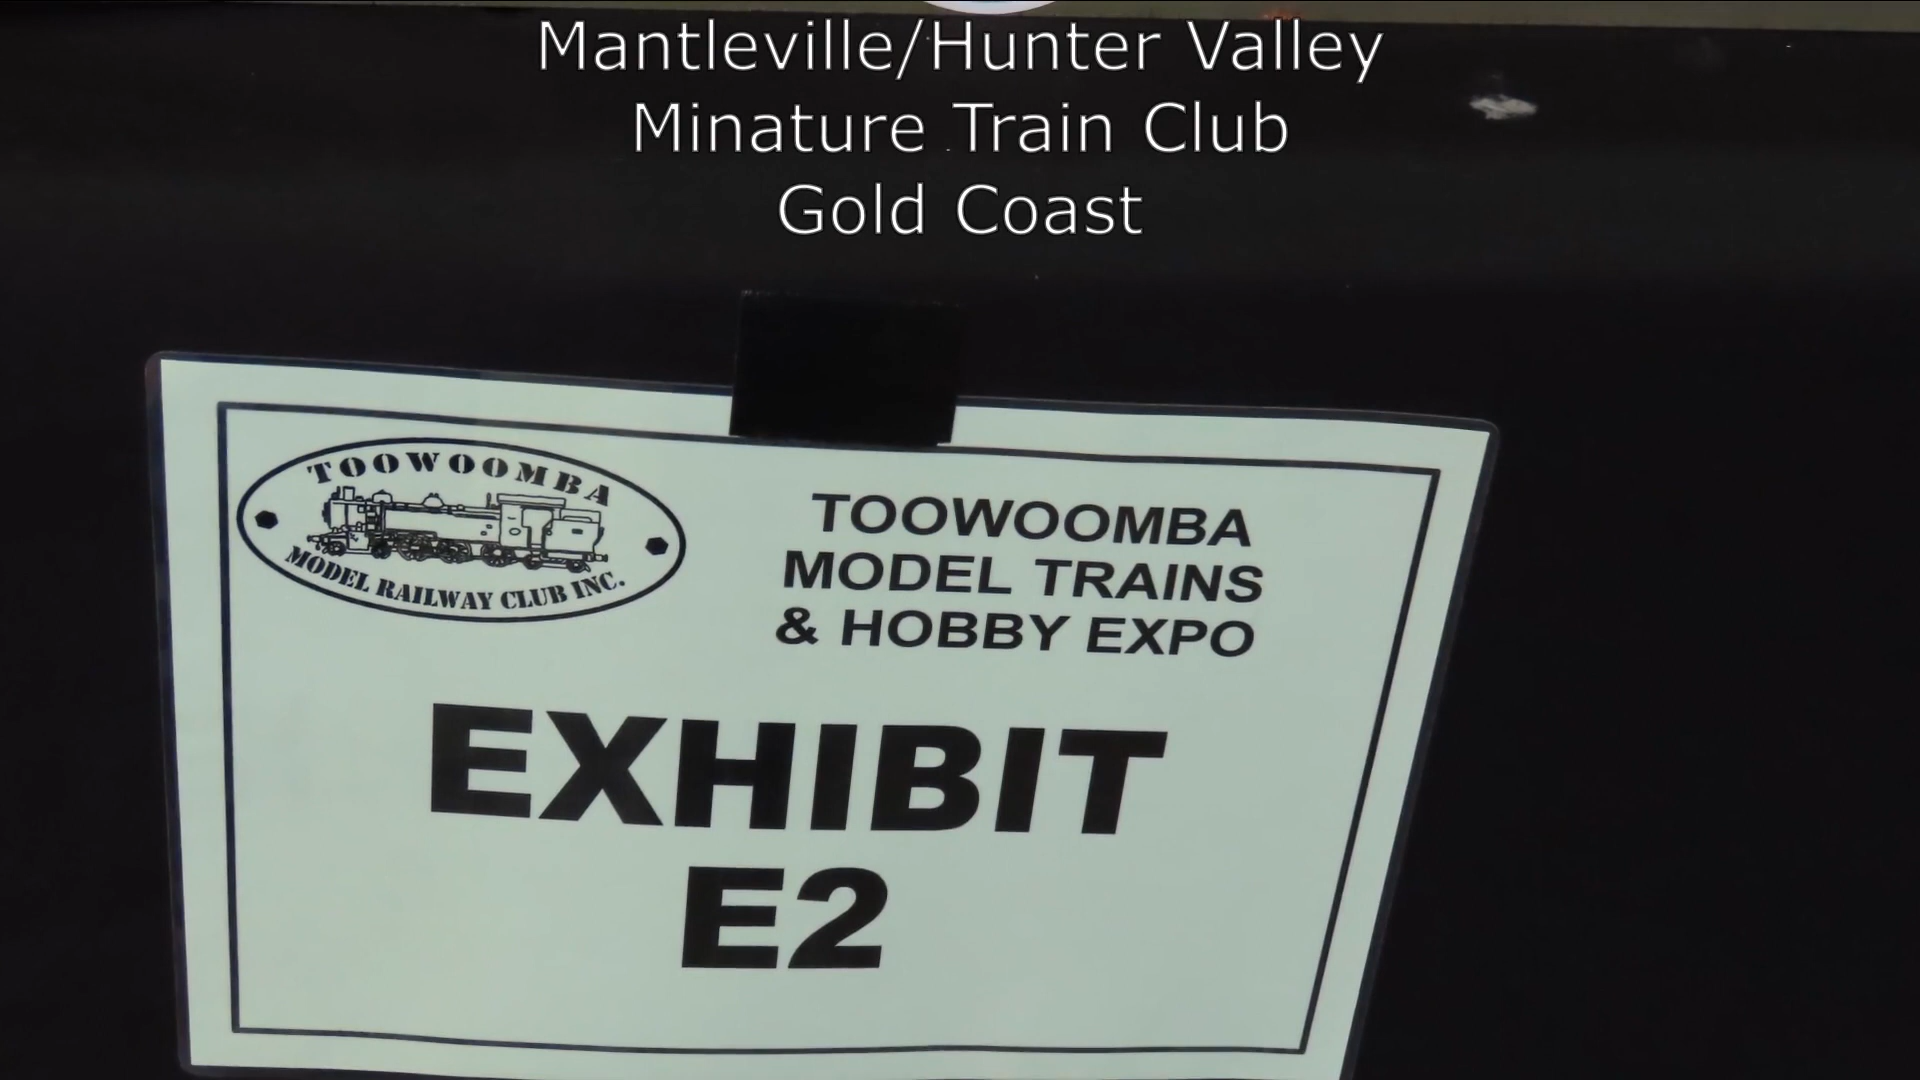 Mantleville/Hunter Valley
Minature Train Club
Gold Coast
TOOWOOMBA
MODEL RAILWAY CLUB INC.
TOOWOOMBA
MODEL TRAINS
& HOBBY EXPO
EXHIBIT
E2